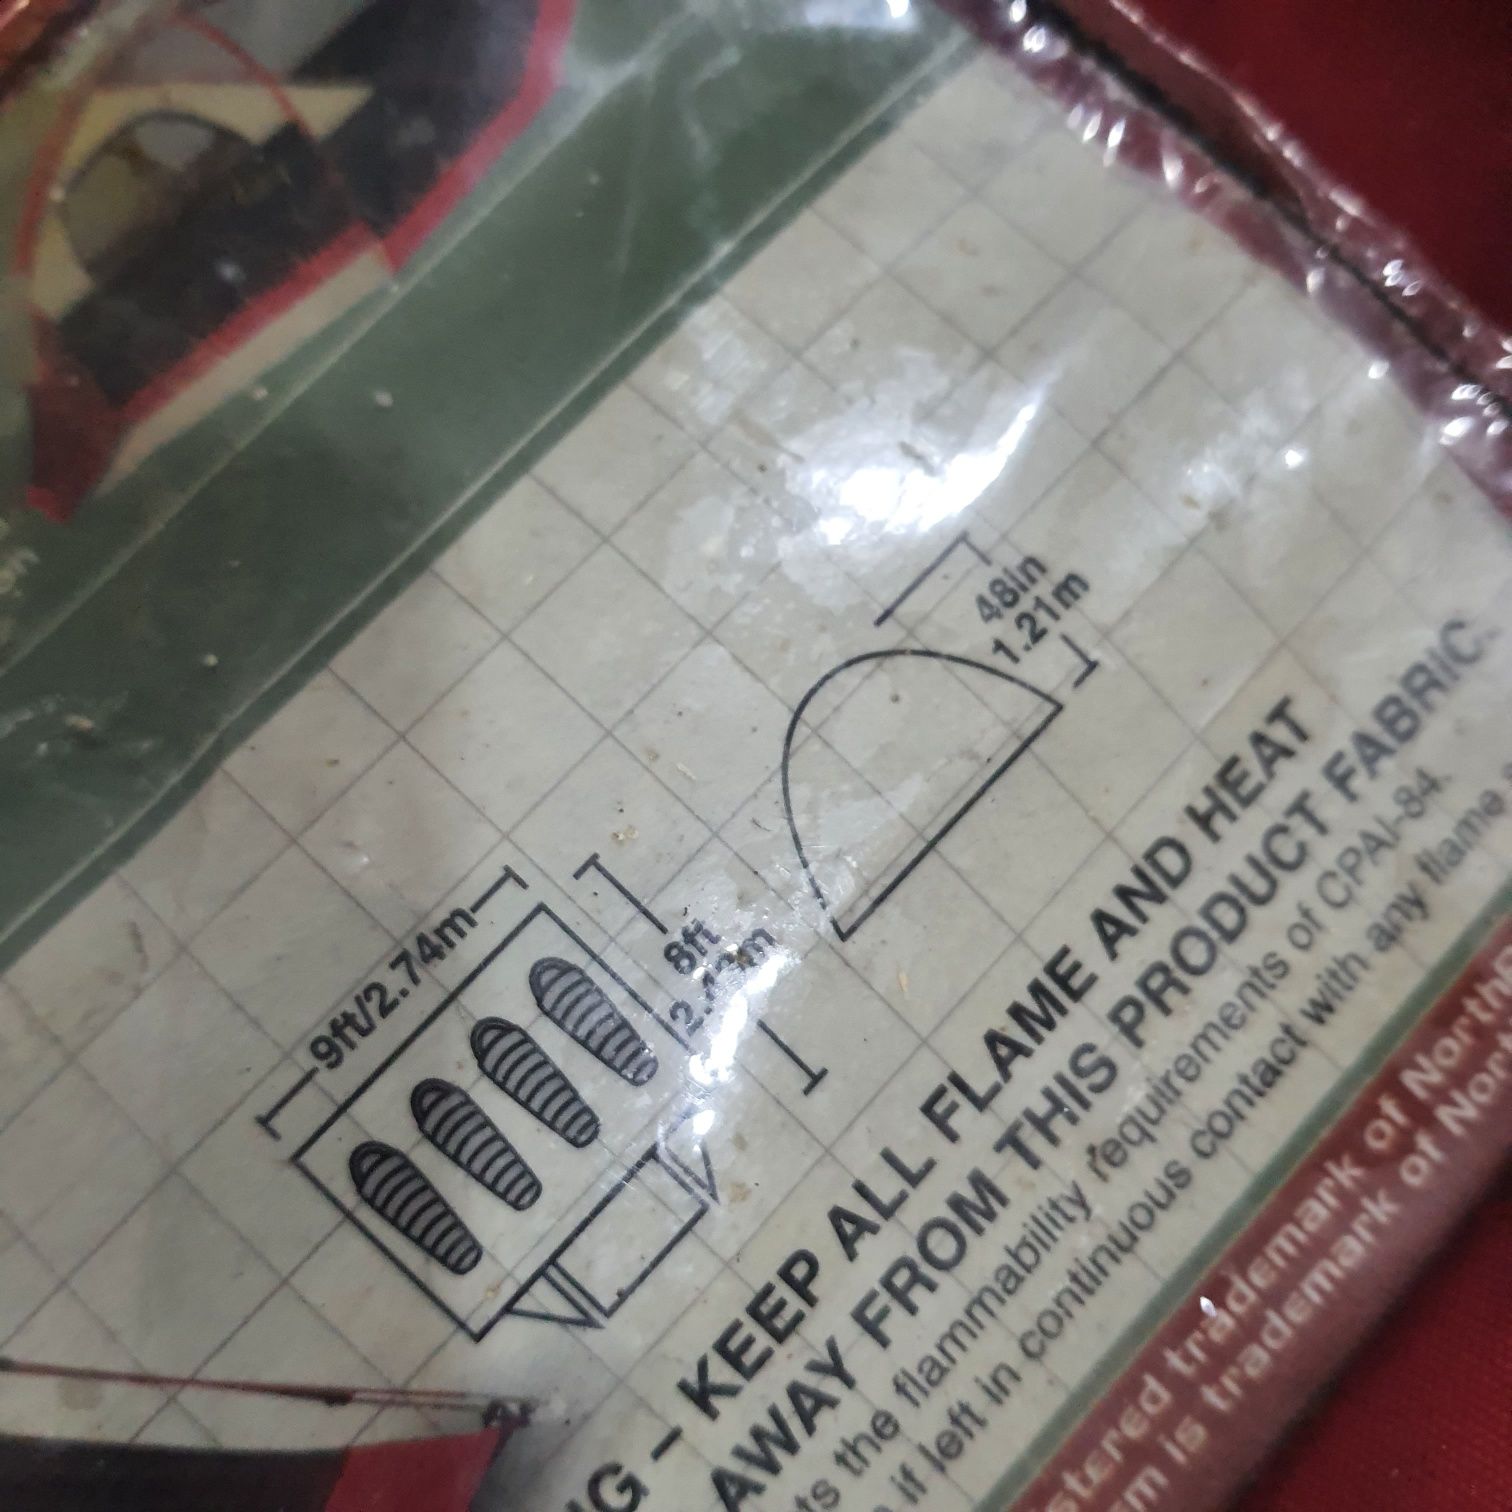 48in
1.21m
9ft/2.74m
8ft
KEEP ALL FLAME AND HEAT
AWAY FROM THIS PRODUCT FABRIC.
the flammability requirements of CPAI-84.
if left in continuous contact with any flame
trademark of
is trademark of